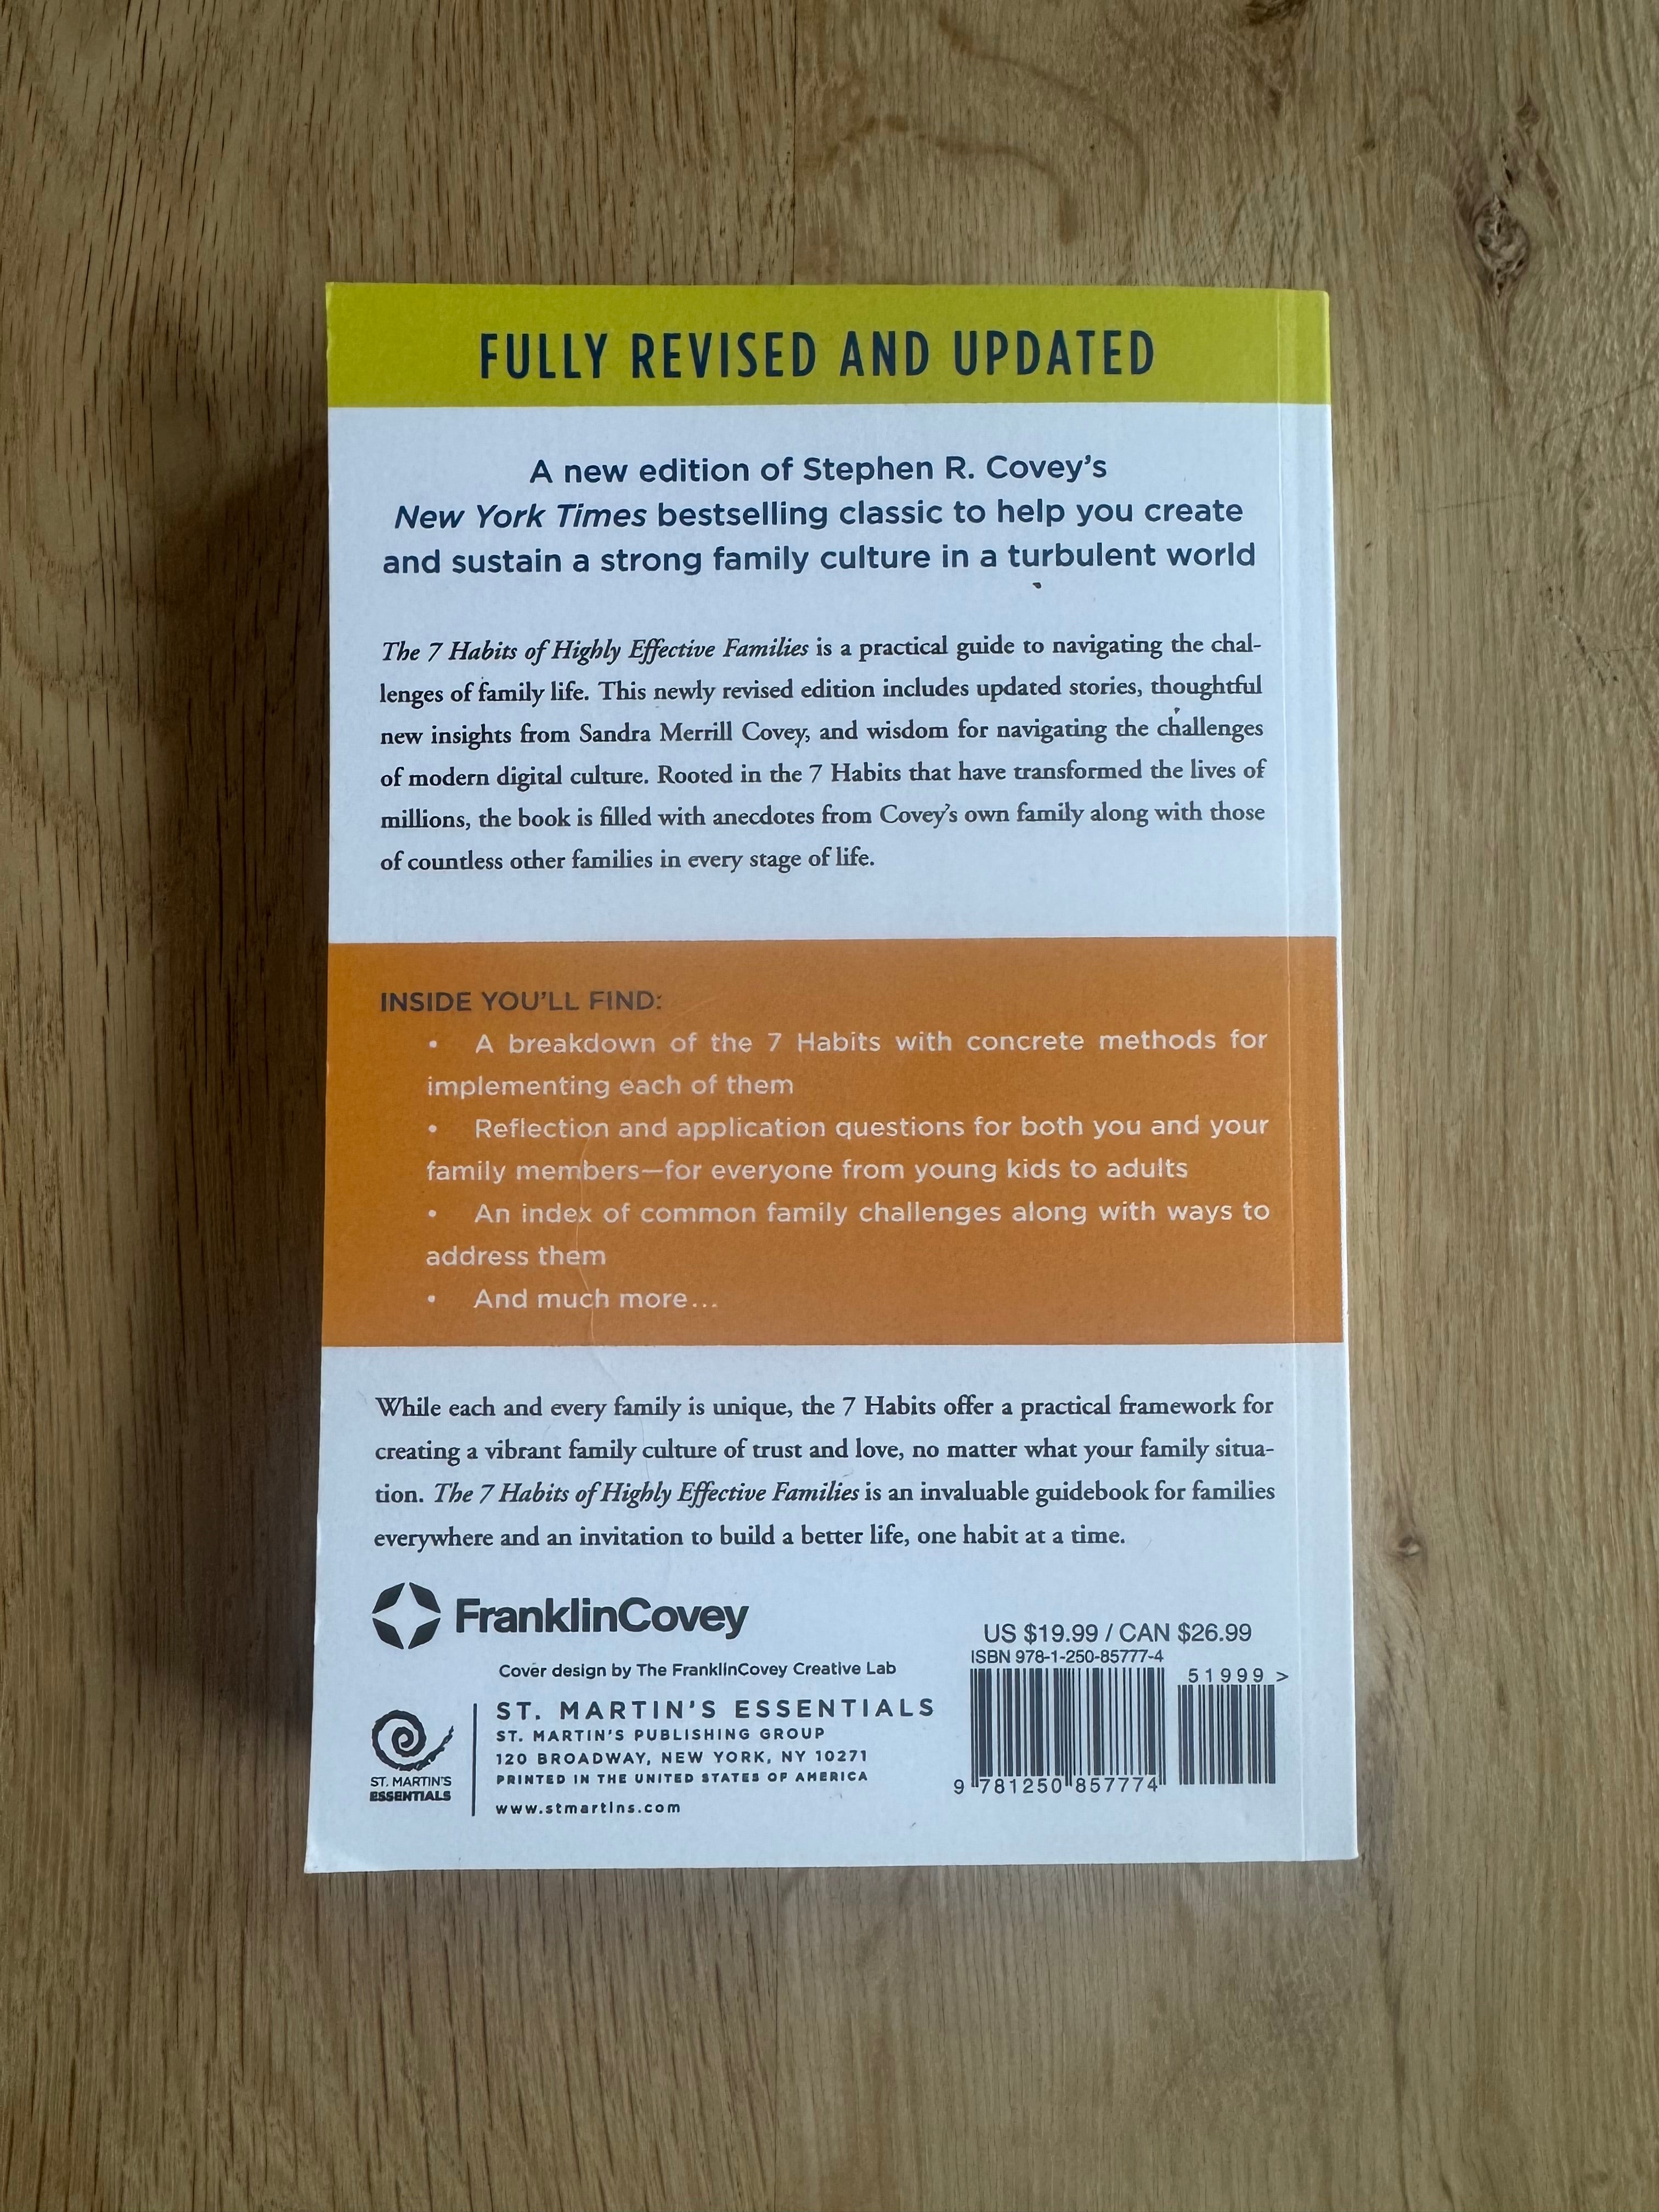 FULLY REVISED AND UPDATED
A new edition of Stephen R. Covey's
New York Times bestselling classic to help you create
and sustain a strong family culture in a turbulent world
The 7 Habits of Highly Effective Families is a practical guide to navigating the chal-
lenges of family life. This newly revised edition includes updated stories, thoughtful
new insights from Sandra Merrill Covey, and wisdom for navigating the challenges
of modern digital culture. Rooted in the 7 Habits that have transformed the lives of
millions, the book is filled with anecdotes from Covey's own family along with those
of countless other families in every stage of life.
INSIDE YOU'LL FIND:
• A breakdown of the 7 Habits with concrete methods for
implementing each of them
• Reflection and application questions for both you and your
family members—for everyone from young kids to adults
• An index of common family challenges along with ways to
address them
• And much more...
While each and every family is unique, the 7 Habits offer a practical framework for
creating a vibrant family culture of trust and love, no matter what your family situa-
tion. The 7 Habits of Highly Effective Families is an invaluable guidebook for families
everywhere and an invitation to build a better life, one habit at a time.
FranklinCovey
Cover design by The FranklinCovey Creative Lab
ST. MARTIN'S
ESSENTIALS
ST. MARTIN'S ESSENTIALS
ST. MARTIN'S PUBLISHING GROUP
120 BROADWAY, NEW YORK, NY 10271
PRINTED IN THE UNITED STATES OF AMERICA
www.stmartins.com
US $19.99 / CAN $26.99
ISBN 978-1-250-85777-4
51999 >
9 781250 857774